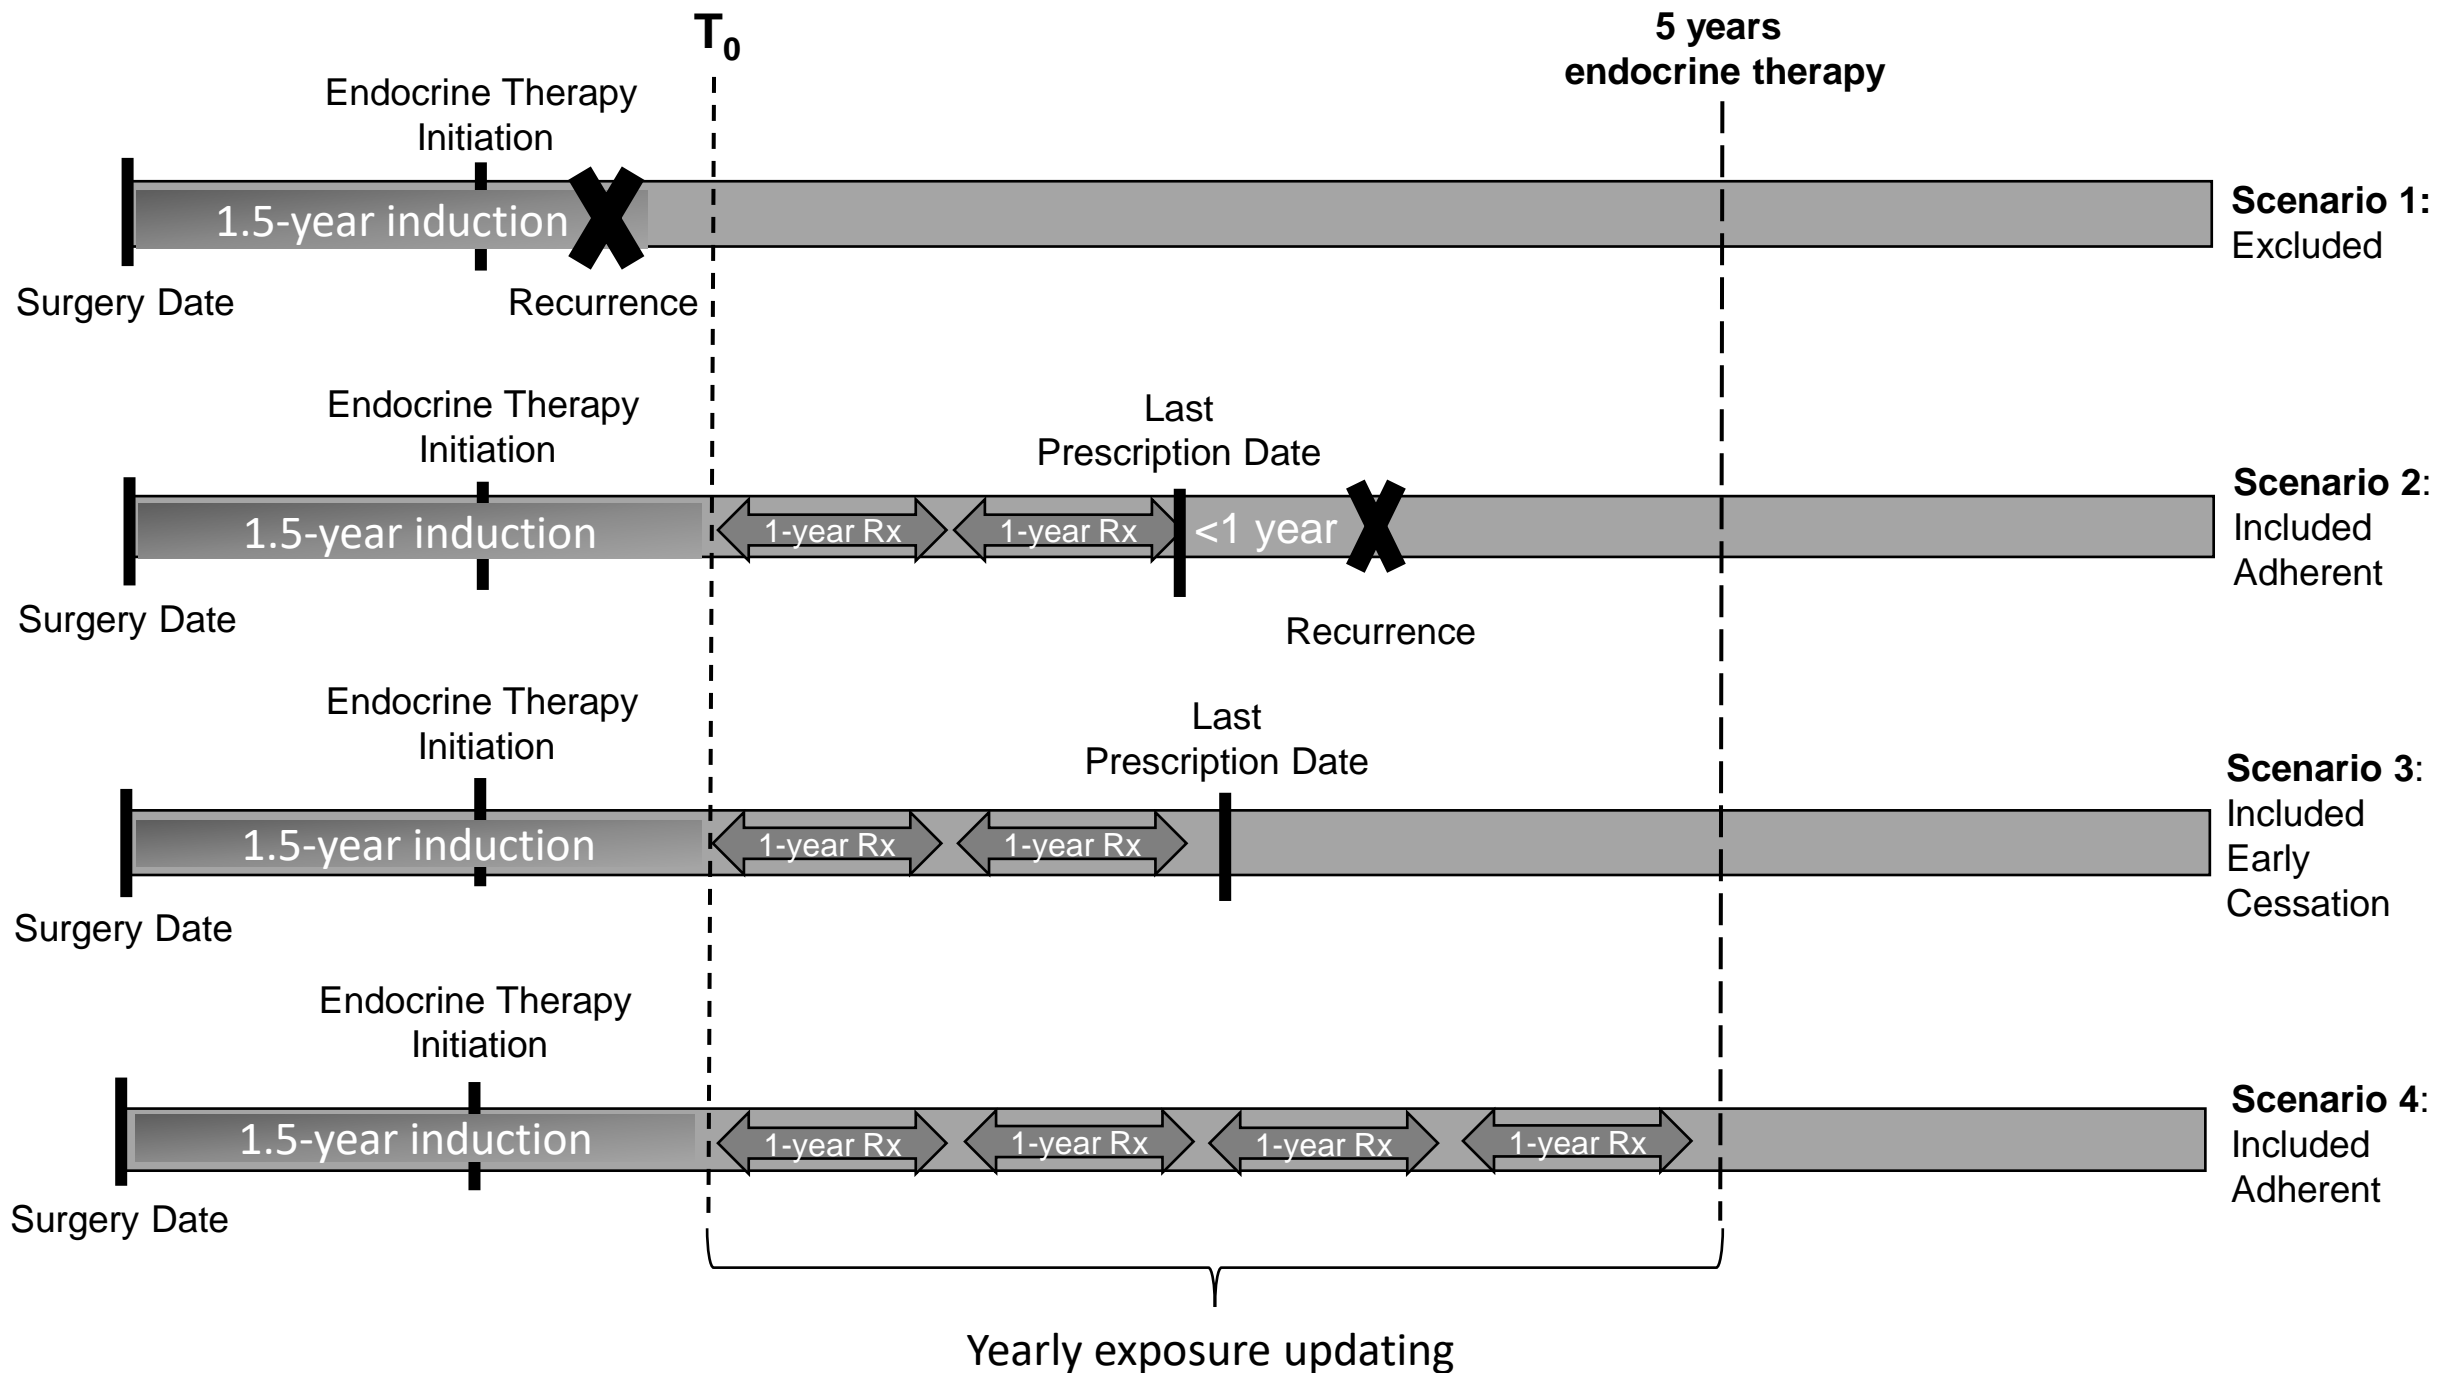 T0
5 years
endocrine therapy
Endocrine Therapy
Initiation
1.5-year induction
Scenario 1:
Excluded
Surgery Date
Recurrence
Endocrine Therapy
Initiation
Last
Prescription Date
1.5-year induction
1-year Rx
1-year Rx
<1 year
Scenario 2:
Included
Adherent
Surgery Date
Recurrence
Endocrine Therapy
Initiation
Last
Prescription Date
1.5-year induction
1-year Rx
1-year Rx
Scenario 3:
Included
Early
Cessation
Surgery Date
Endocrine Therapy
Initiation
1.5-year induction
1-year Rx
1-year Rx
1-year Rx
1-year Rx
Scenario 4:
Included
Adherent
Surgery Date
Yearly exposure updating